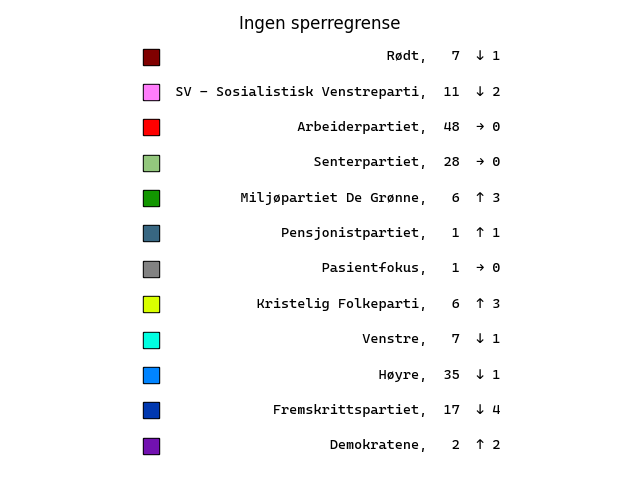 Ingen sperregrense
Rødt, 7 ↓ 1
SV – Sosialistisk Venstreparti, 11 ↓ 2
Arbeiderpartiet, 48 → 0
Senterpartiet, 28 → 0
Miljøpartiet De Grønne, 6 ↑ 3
Pensjonistpartiet, 1 ↑ 1
Pasientfokus, 1 → 0
Kristelig Folkeparti, 6 ↑ 3
Venstre, 7 ↓ 1
Høyre, 35 ↓ 1
Fremskrittspartiet, 17 ↓ 4
Demokratene, 2 ↑ 2